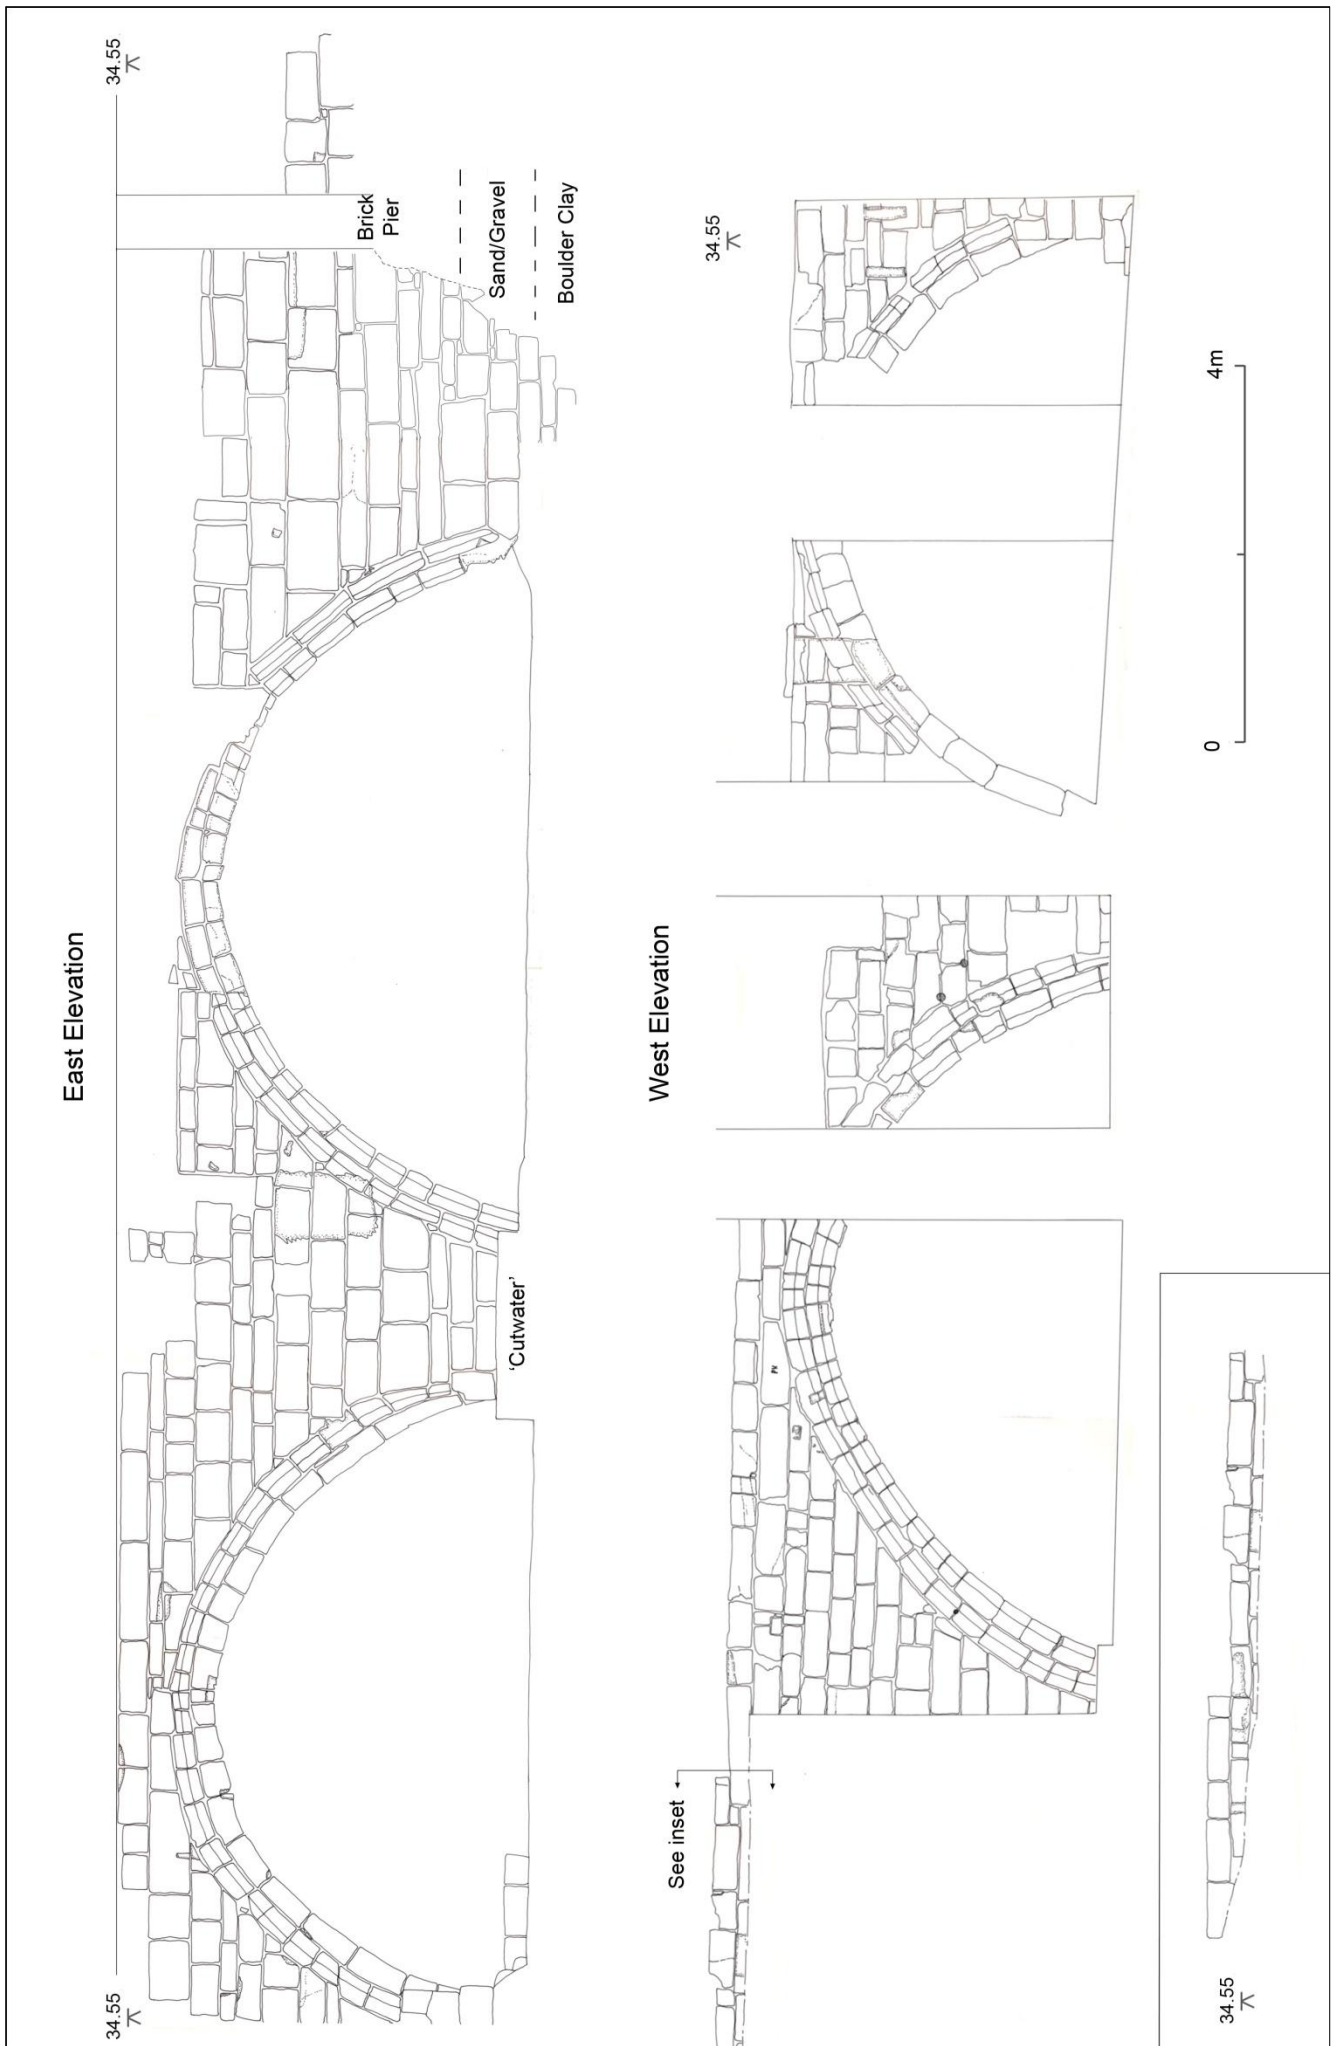 East Elevation
34.55
34.55
Brick
Pier
Sand/Gravel
'Cutwater'
Boulder Clay
West Elevation
See inset
34.55
0
4m
34.55